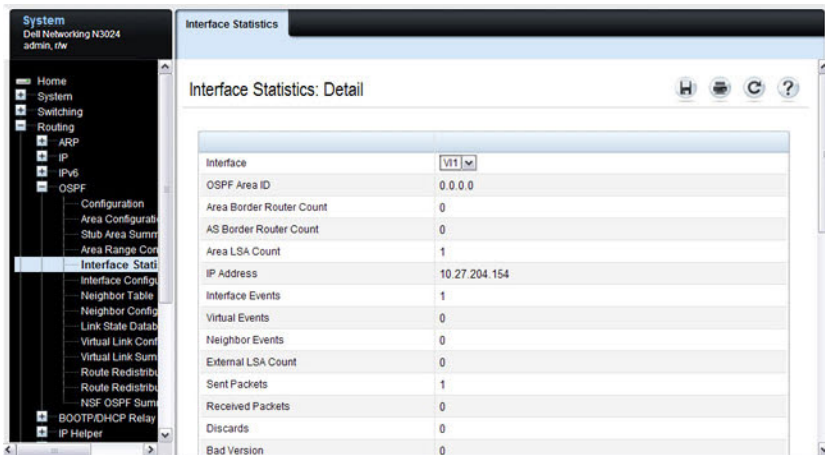 System
Dell Networking N3024
admin, r/w
Interface Statistics
Home
System
Switching
Routing
ARP
IP
IPv6
OSPF
Configuration
Area Configurati
Stub Area Summ
Area Range Con
Interface Stati
Interface Configu
Neighbor Table
Neighbor Config
Link State Datab
Virtual Link Conf
Virtual Link Sum
Route Redistribu
Route Redistribu
NSF OSPF Sum
BOOTP/DHCP Relay
IP Helper
Interface Statistics: Detail
Interface Vl1
OSPF Area ID 0.0.0.0
Area Border Router Count 0
AS Border Router Count 0
Area LSA Count 1
IP Address 10.27.204.154
Interface Events 1
Virtual Events 0
Neighbor Events 0
External LSA Count 0
Sent Packets 1
Received Packets 0
Discards 0
Bad Version 0